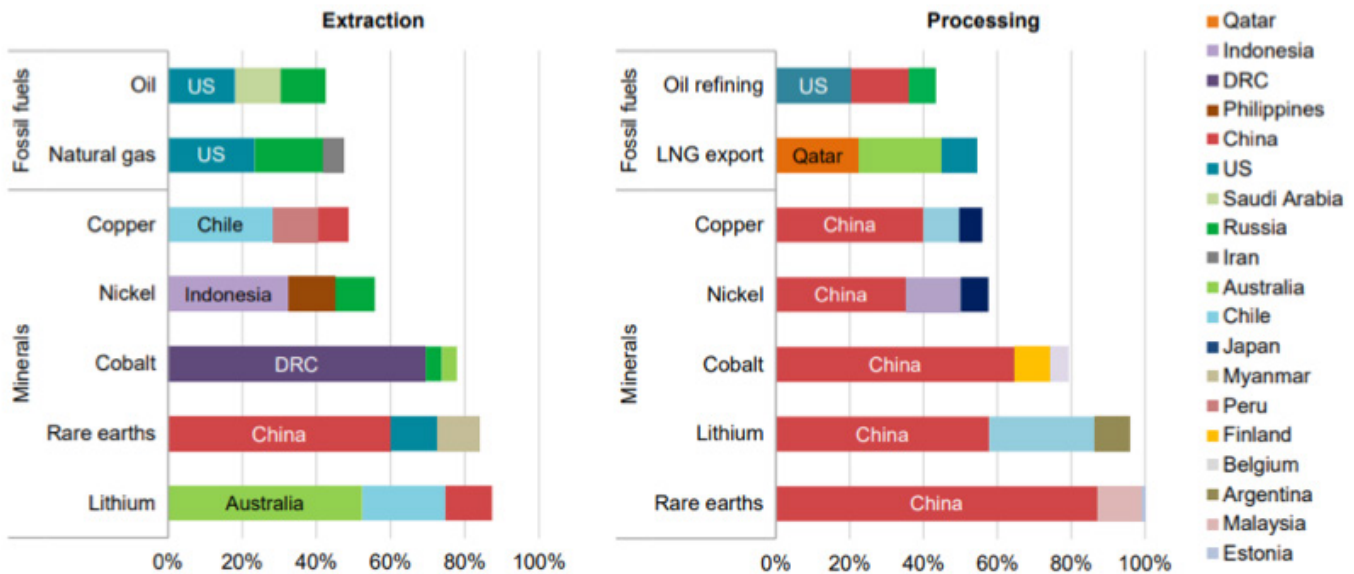 Extraction
Fossil fuels
Oil
US
Natural gas
US
Minerals
Copper
Chile
Nickel
Indonesia
Cobalt
DRC
Rare earths
China
Lithium
Australia
0% 20% 40% 60% 80% 100%
Processing
Fossil fuels
Oil refining
US
LNG export
Qatar
Minerals
Copper
China
Nickel
China
Cobalt
China
Lithium
China
Rare earths
China
0% 20% 40% 60% 80% 100%
Qatar
Indonesia
DRC
Philippines
China
US
Saudi Arabia
Russia
Iran
Australia
Chile
Japan
Myanmar
Peru
Finland
Belgium
Argentina
Malaysia
Estonia